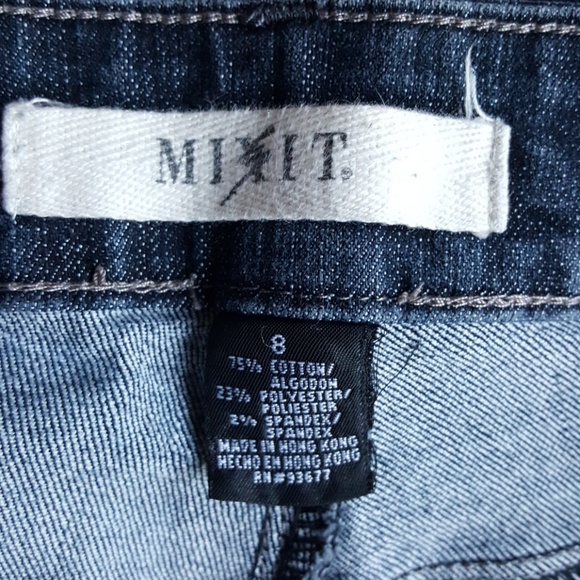 MIXIT.
8
75% COTTON/
ALGODON
23% POLYESTER/
POLIESTER
2% SPANDEX/
SPANDEX
MADE IN HONG KONG
HECHO EN HONG KONG
RN#93677